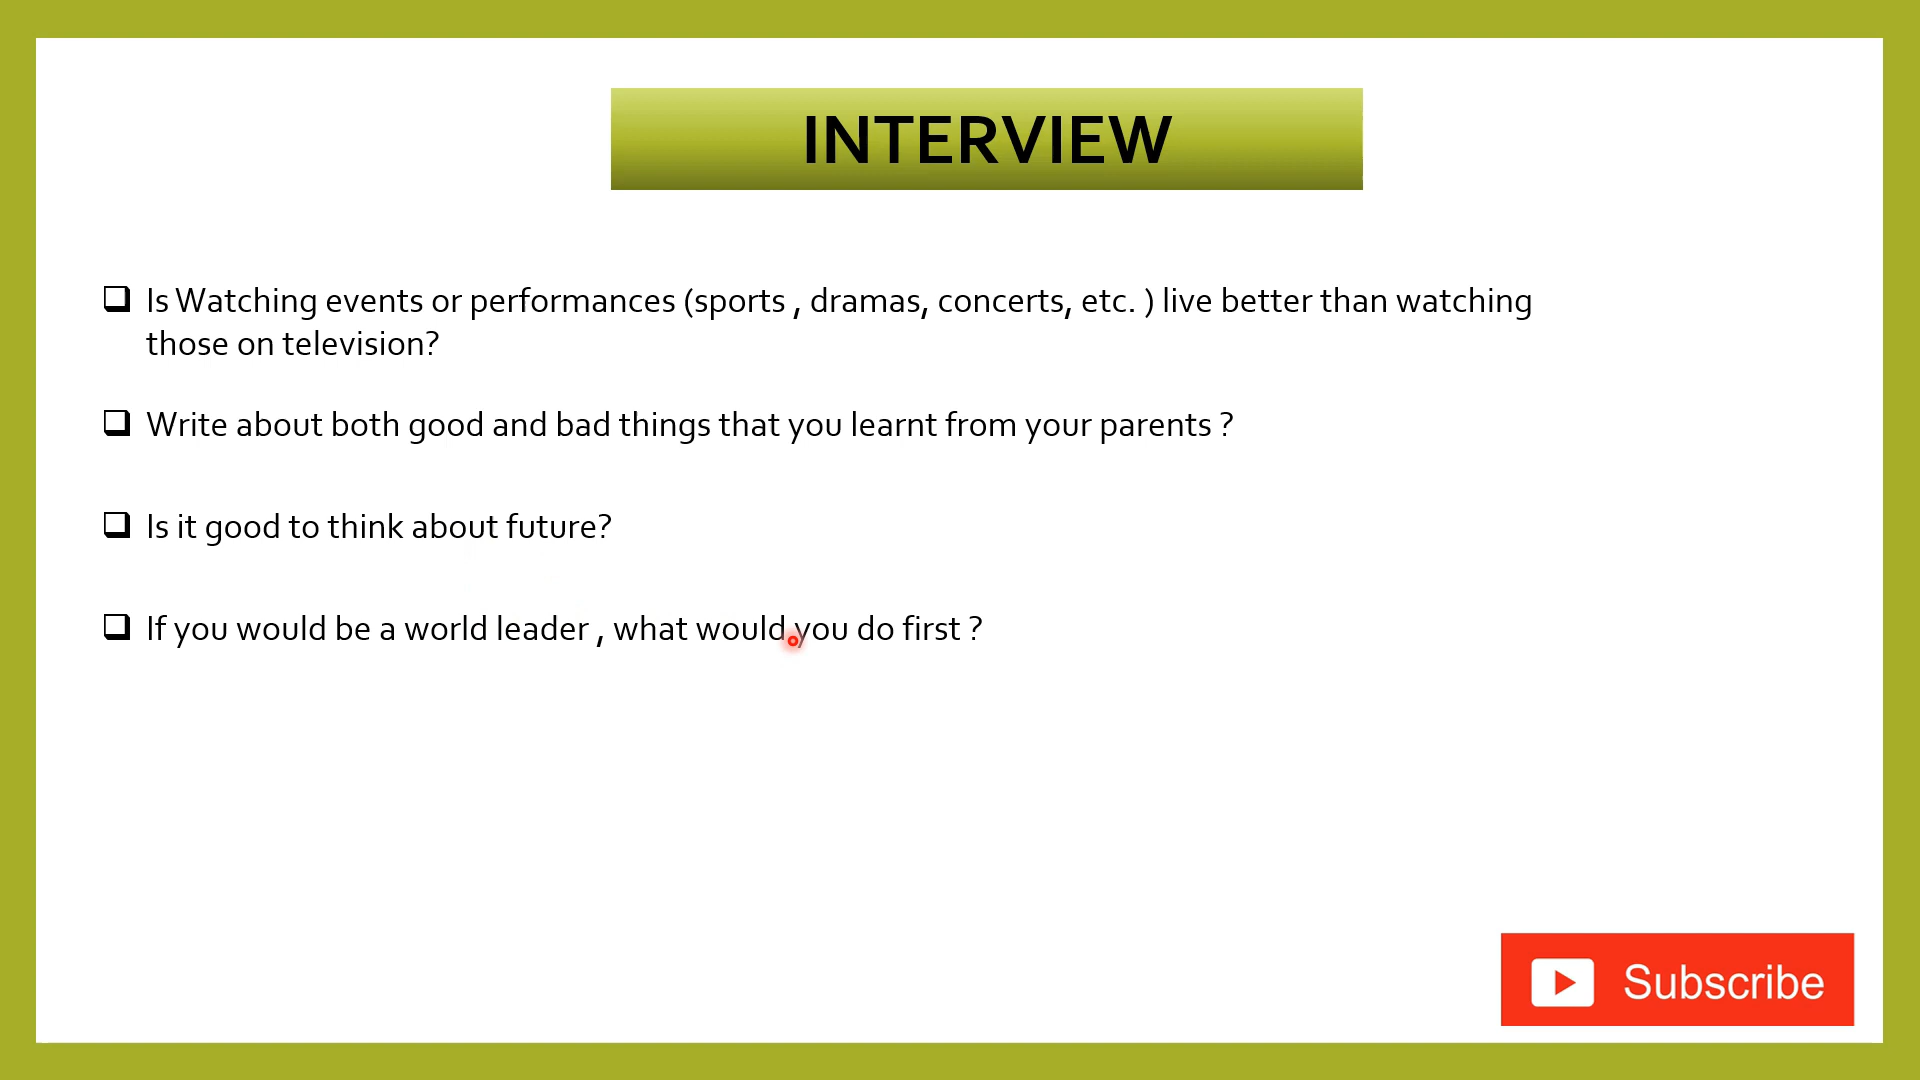 INTERVIEW
Is Watching events or performances (sports , dramas, concerts, etc. ) live better than watching
those on television?
Write about both good and bad things that you learnt from your parents ?
Is it good to think about future?
If you would be a world leader , what would you do first ?
Subscribe